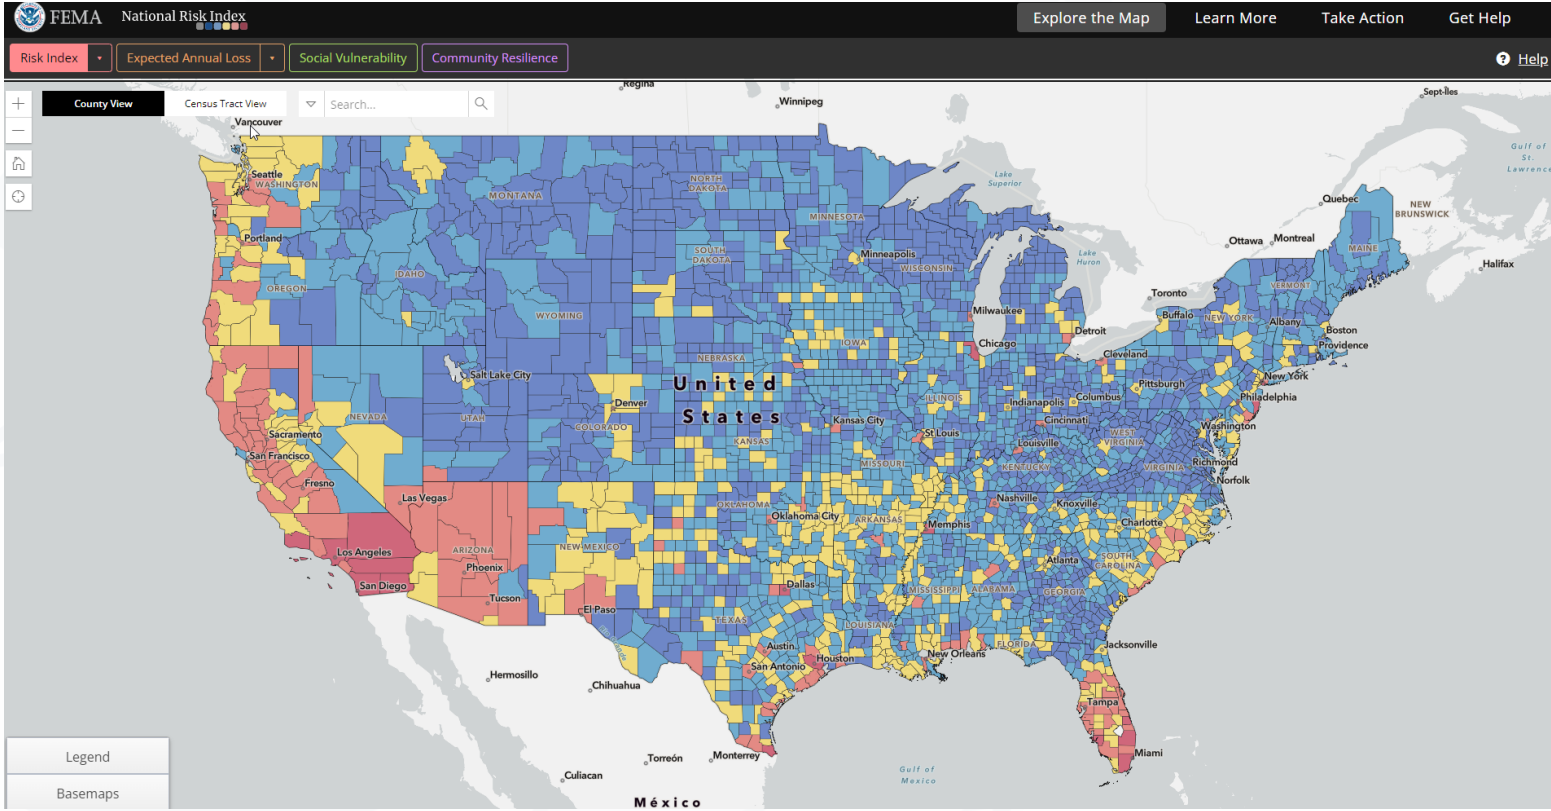 FEMA
National Risk Index
Explore the Map
Learn More
Take Action
Get Help
Risk Index
Expected Annual Loss
Social Vulnerability
Community Resilience
? Help
County View
Census Tract View
Search...
Regina
Winnipeg
Sept-Îles
Vancouver
Gulf of
St.
Lawrence
Seattle
WASHINGTON
MONTANA
NORTH
DAKOTA
Lake
Superior
MINNESOTA
Quebec
NEW
BRUNSWICK
Portland
Ottawa
Montreal
MAINE
Halifax
IDAHO
OREGON
SOUTH
DAKOTA
Minneapolis
WISCONSIN
Lake
Huron
VERMONT
Toronto
WYOMING
Milwaukee
Buffalo
NEW YORK
Albany
Boston
Detroit
Providence
IOWA
Chicago
Cleveland
NEBRASKA
Salt Lake City
United
States
Pittsburgh
New York
Philadelphia
Denver
ILLINOIS
Indianapolis
Columbus
NEVADA
UTAH
COLORADO
Kansas City
Cincinnati
Washington
Sacramento
KANSAS
St Louis
Louisville
WEST
VIRGINIA
San Francisco
MISSOURI
KENTUCKY
VIRGINIA
Richmond
Fresno
Norfolk
Las Vegas
OKLAHOMA
Nashville
Knoxville
Oklahoma City
ARKANSAS
Memphis
Charlotte
Los Angeles
ARIZONA
NEW MEXICO
Phoenix
Atlanta
SOUTH
CAROLINA
San Diego
Dallas
MISSISSIPPI
ALABAMA
GEORGIA
Tucson
El Paso
TEXAS
LOUISIANA
Austin
Houston
New Orleans
FLORIDA
Jacksonville
San Antonio
Hermosillo
Chihuahua
Tampa
Miami
Legend
Torreón
Monterrey
Gulf of
Mexico
Culiacan
Basemaps
México